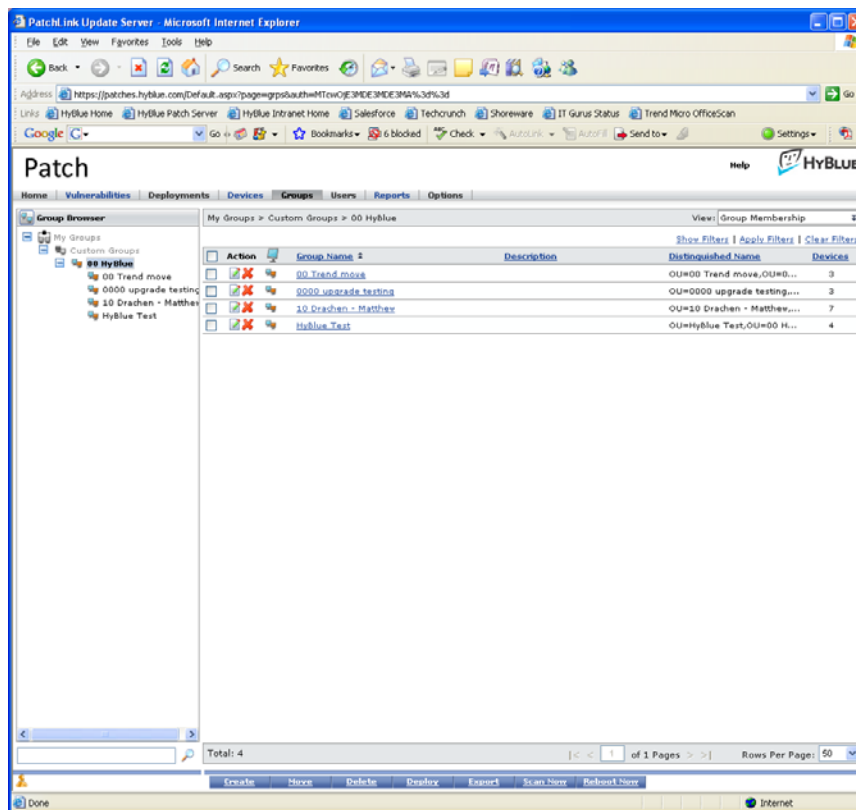 PatchLink Update Server - Microsoft Internet Explorer
File Edit View Favorites Tools Help
Back Search Favorites
Address https://patches.hyblue.com/Default.aspx?page=grps&auth=MTcwOjE3MDE3MDE3MA%3d%3d Go
Links HyBlue Home HyBlue Patch Server HyBlue Intranet Home Salesforce Techcrunch Shoreware IT Gurus Status Trend Micro OfficeScan
Google Go Bookmarks 6 blocked Check AutoLink AutoFill Send to Settings
Patch Help HYBLUE
Home Vulnerabilities Deployments Devices Groups Users Reports Options
Group Browser My Groups > Custom Groups > 00 HyBlue View: Group Membership
My Groups Show Filters | Apply Filters | Clear Filters
Custom Groups Action Group Name Description Distinguished Name Devices
00 HyBlue
00 Trend move 00 Trend move OU=00 Trend move,OU=0... 3
0000 upgrade testing 0000 upgrade testing OU=0000 upgrade testing,... 3
10 Drachen - Matthew 10 Drachen - Matthew OU=10 Drachen - Matthew,... 7
HyBlue Test HyBlue Test OU=HyBlue Test,OU=00 H... 4
Total: 4 |< < 1 of 1 Pages > >| Rows Per Page: 50
Create Move Delete Deploy Export Scan Now Reboot Now
Done Internet